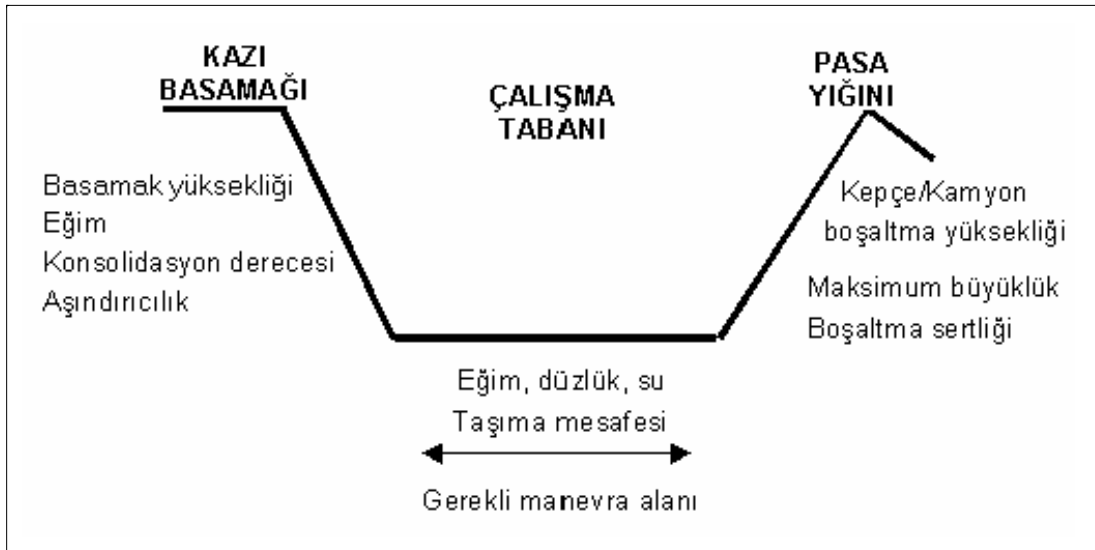 KAZI
BASAMAĞI
ÇALIŞMA
TABANI
PASA
YIĞINI
Basamak yüksekliği
Eğim
Konsolidasyon derecesi
Aşındırıcılık
Kepçe/Kamyon
boşaltma yüksekliği
Maksimum büyüklük
Boşaltma sertliği
Eğim, düzlük, su
Taşıma mesafesi
Gerekli manevra alanı